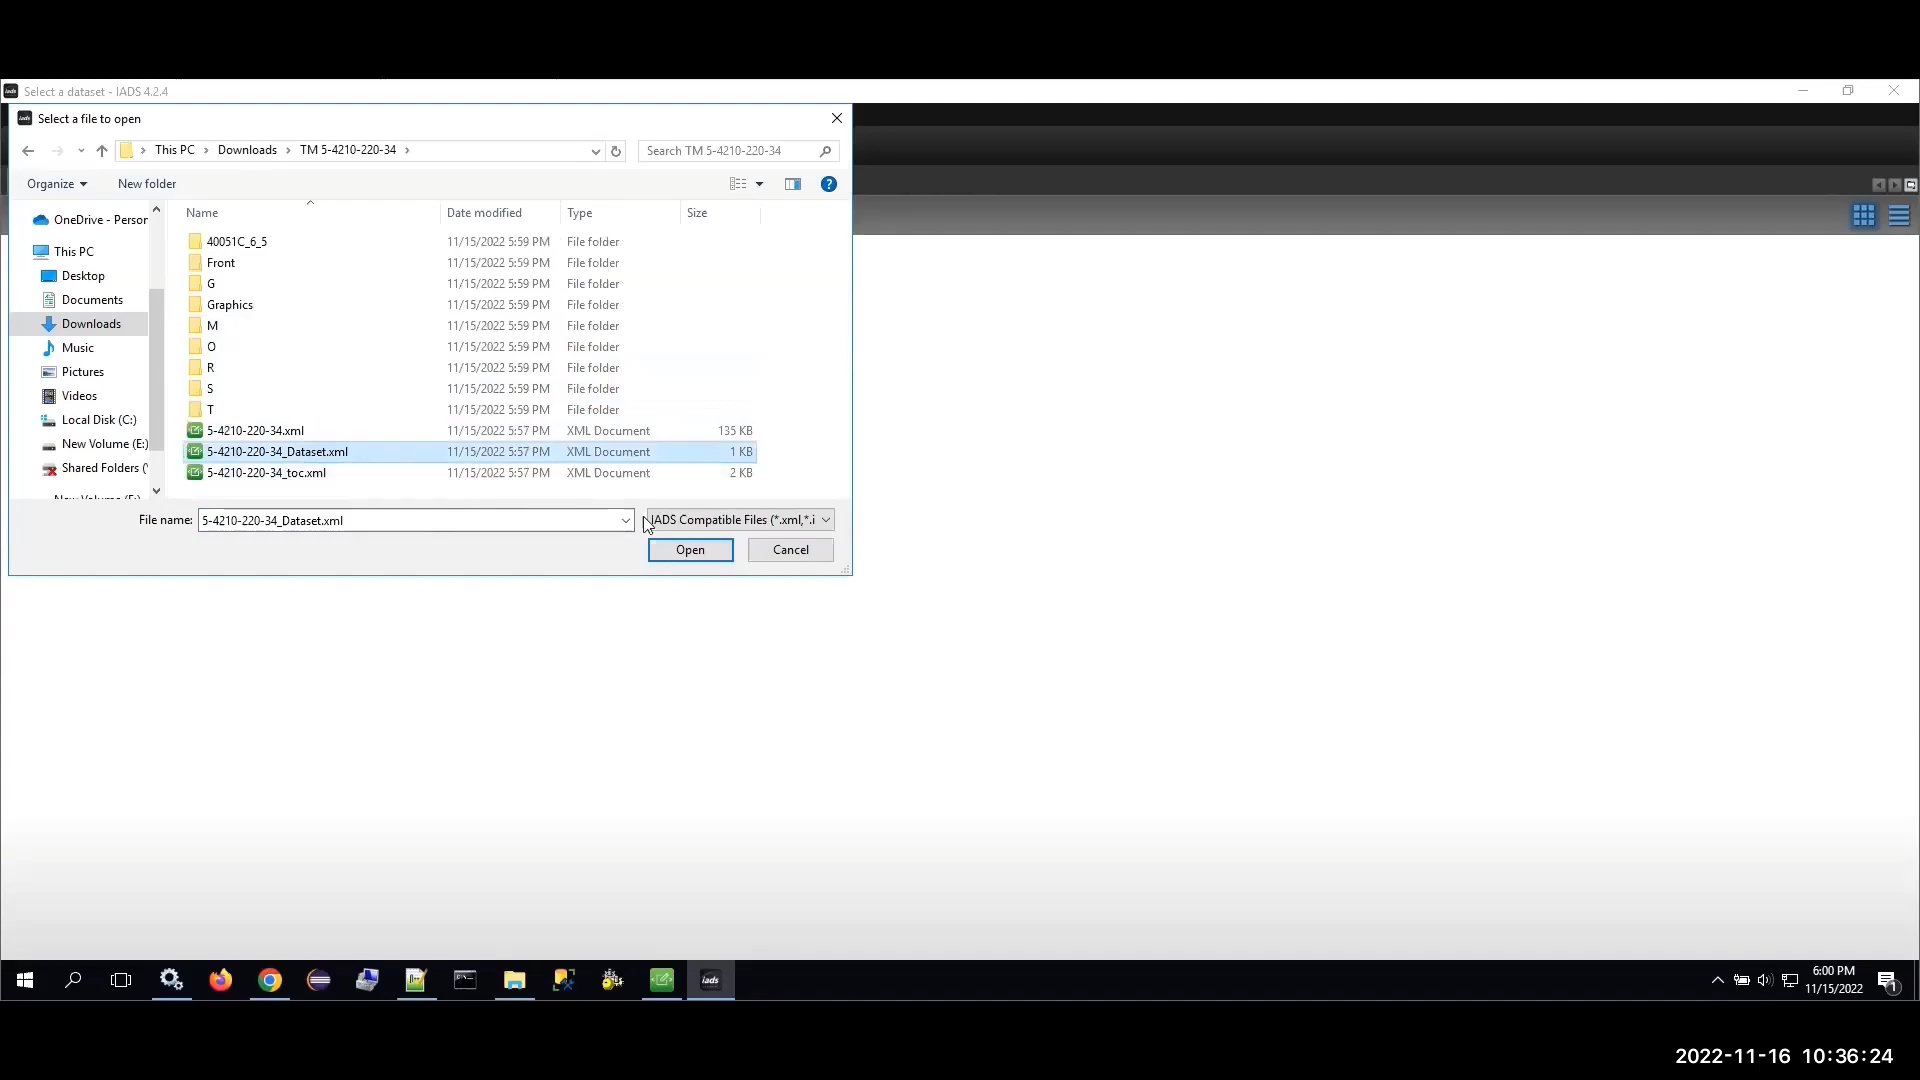 Select a dataset - IADS 4.2.4
Select a file to open
This PC > Downloads > TM 5-4210-220-34 >
Search TM 5-4210-220-34
Organize
New folder
Name Date modified Type Size
OneDrive - Person
This PC
Desktop
Documents
Downloads
Music
Pictures
Videos
Local Disk (C:)
New Volume (E:)
Shared Folders (
40051C_6_5 11/15/2022 5:59 PM File folder
Front 11/15/2022 5:59 PM File folder
G 11/15/2022 5:59 PM File folder
Graphics 11/15/2022 5:59 PM File folder
M 11/15/2022 5:59 PM File folder
O 11/15/2022 5:59 PM File folder
R 11/15/2022 5:59 PM File folder
S 11/15/2022 5:59 PM File folder
T 11/15/2022 5:59 PM File folder
5-4210-220-34.xml 11/15/2022 5:57 PM XML Document 135 KB
5-4210-220-34_Dataset.xml 11/15/2022 5:57 PM XML Document 1 KB
5-4210-220-34_toc.xml 11/15/2022 5:57 PM XML Document 2 KB
File name: 5-4210-220-34_Dataset.xml
IADS Compatible Files (*.xml,*.i
Open
Cancel
iads
6:00 PM
11/15/2022
1
2022-11-16 10:36:24